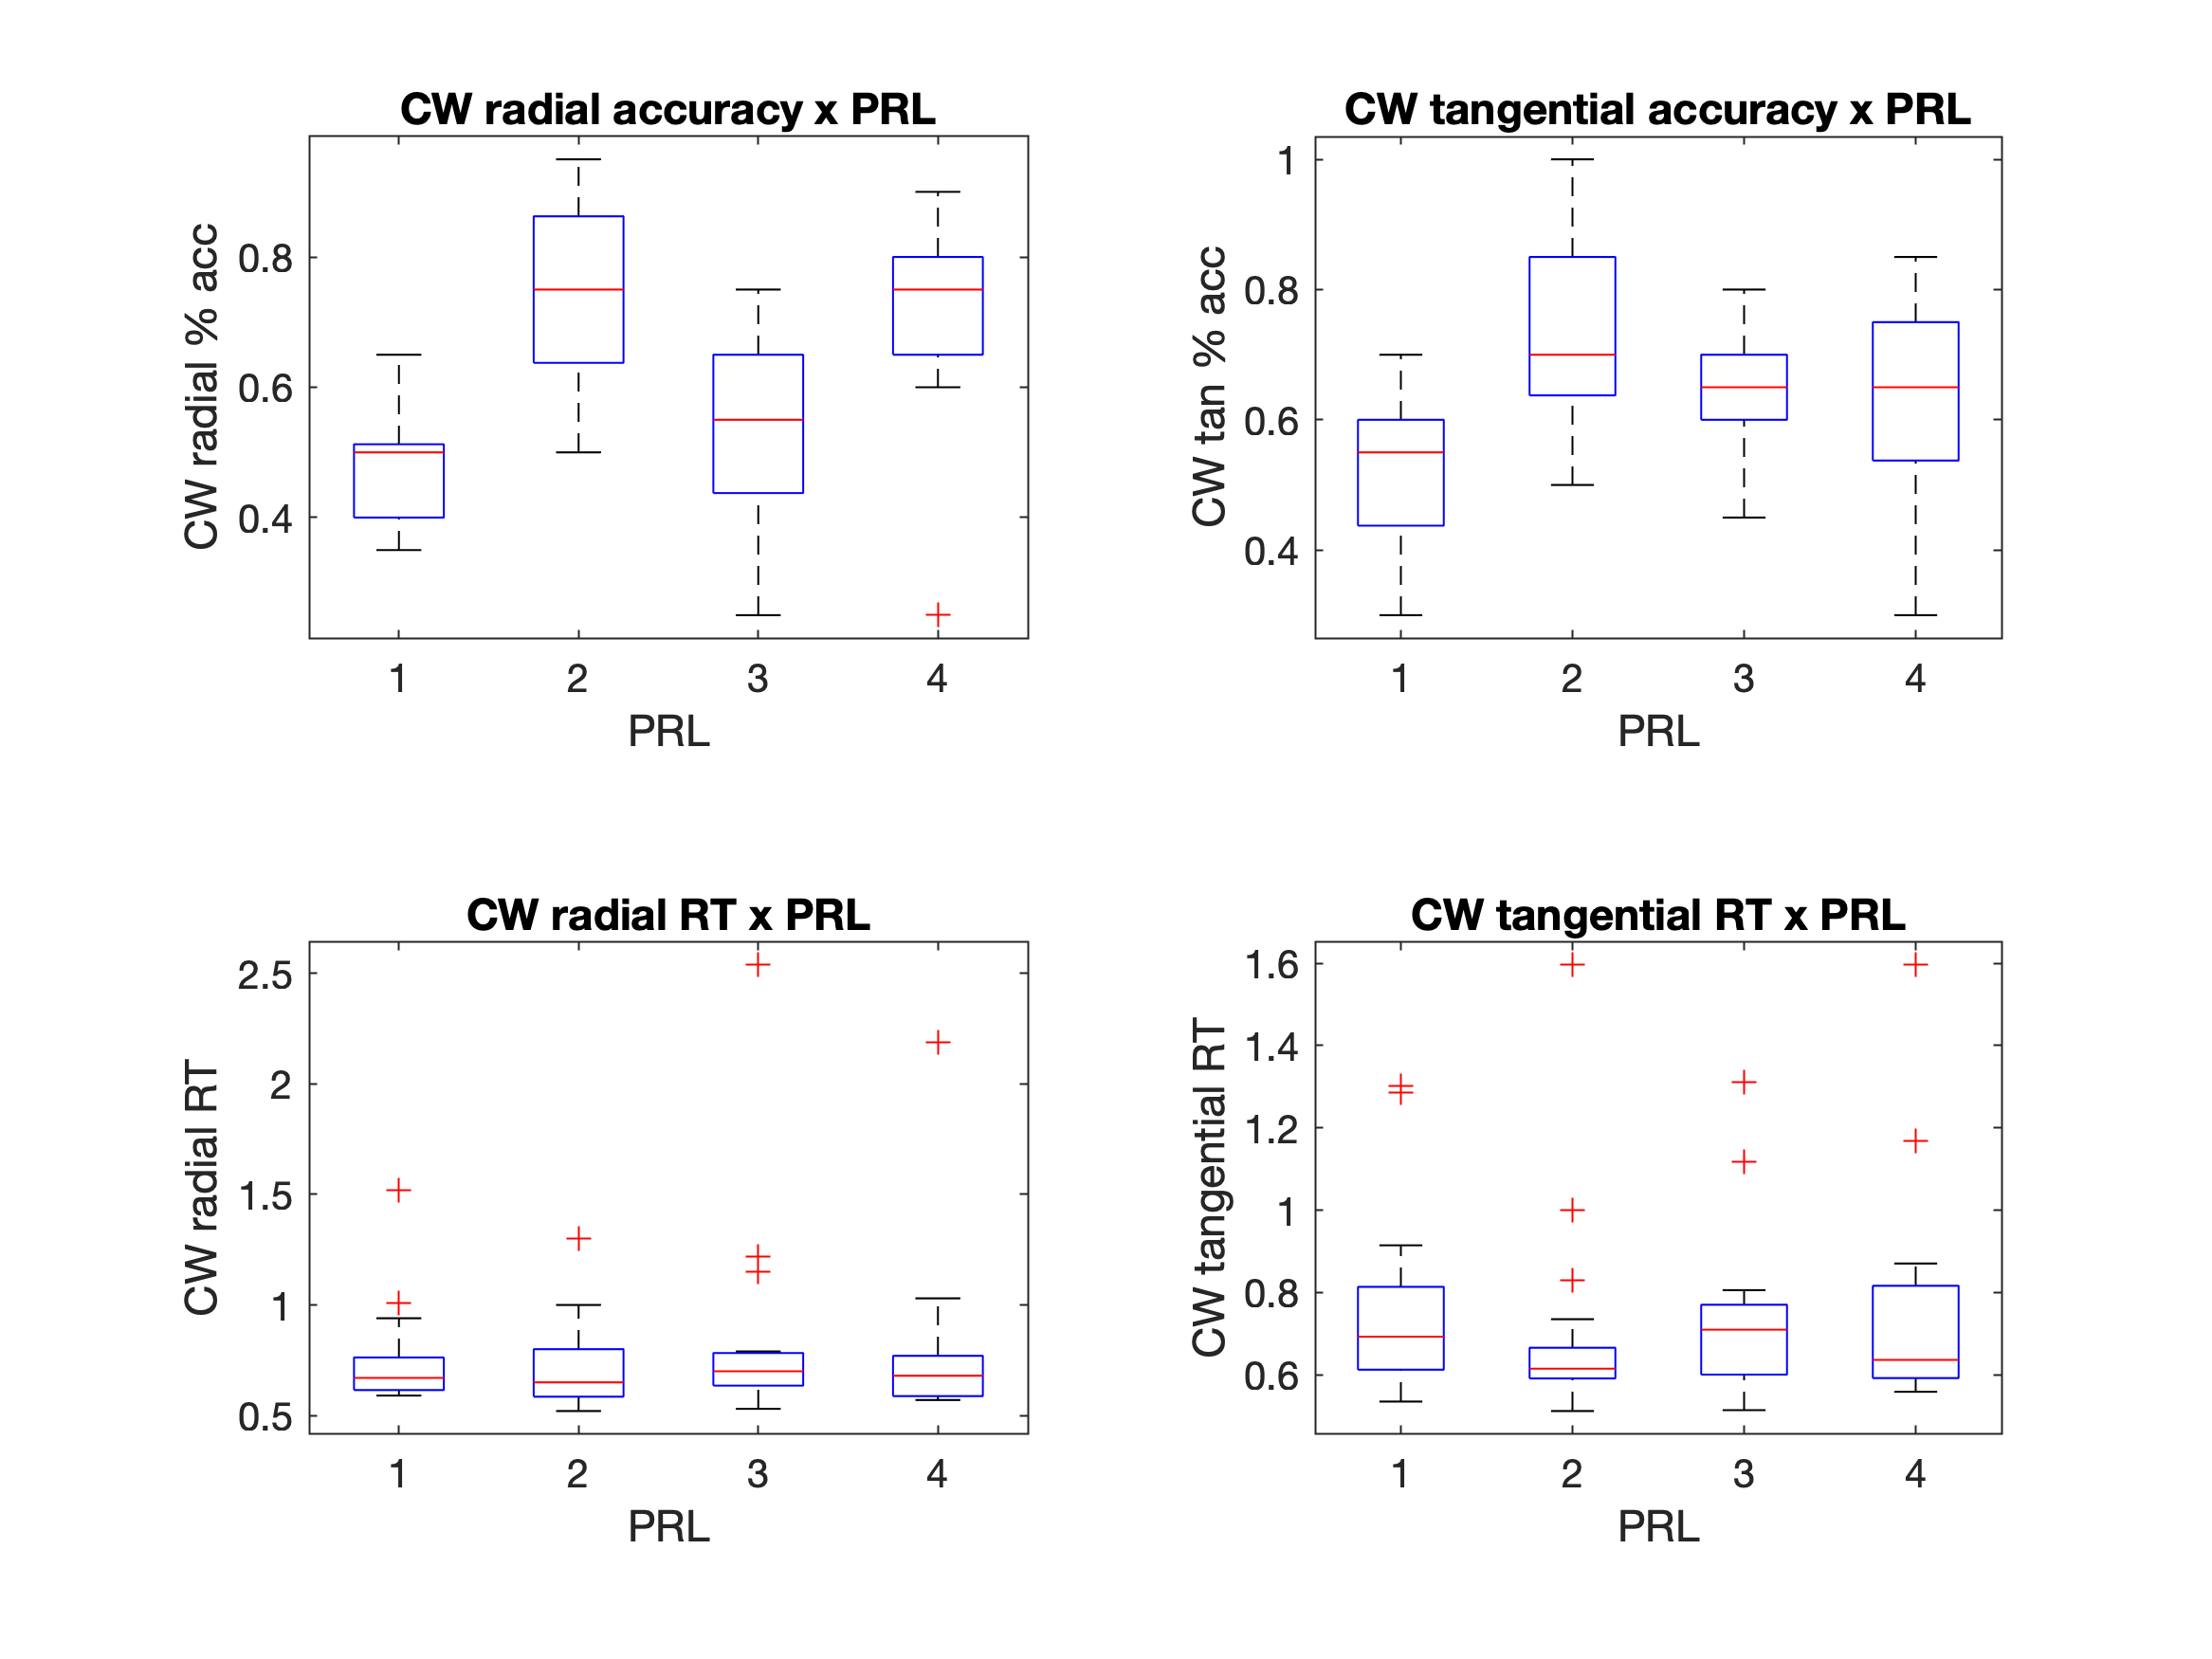 CW radial accuracy x PRL
CW radial % acc
0.8
0.6
0.4
1 2 3 4
PRL
CW tangential accuracy x PRL
CW tan % acc
1
0.8
0.6
0.4
1 2 3 4
PRL
CW radial RT x PRL
CW radial RT
2.5
2
1.5
1
0.5
1 2 3 4
PRL
CW tangential RT x PRL
CW tangential RT
1.6
1.4
1.2
1
0.8
0.6
1 2 3 4
PRL